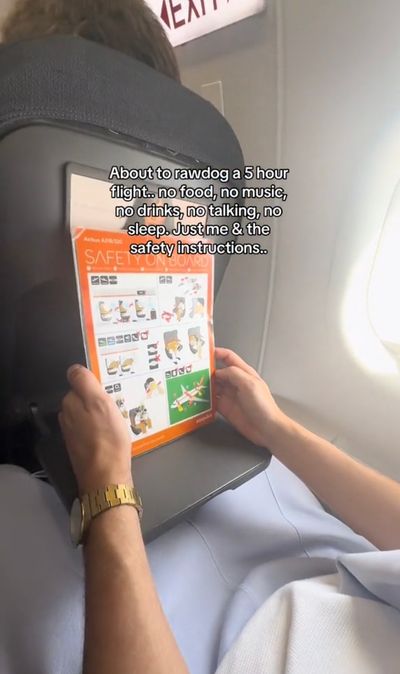 EXIT
About to rawdog a 5 hour
flight.. no food, no music,
no drinks, no talking, no
sleep. Just me & the
safety instructions..
Airbus A319/320
SAFETY ON BOARD